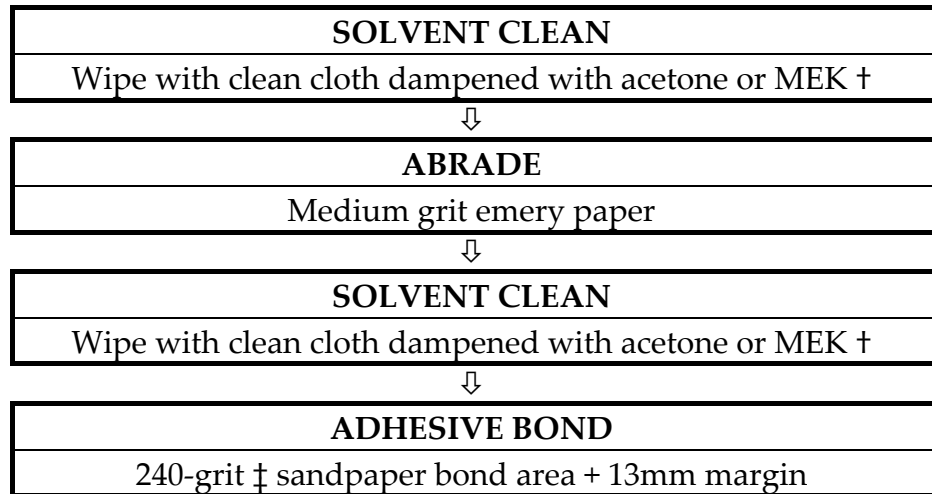 SOLVENT CLEAN
Wipe with clean cloth dampened with acetone or MEK †
⇩
ABRADE
Medium grit emery paper
⇩
SOLVENT CLEAN
Wipe with clean cloth dampened with acetone or MEK †
⇩
ADHESIVE BOND
240-grit ‡ sandpaper bond area + 13mm margin